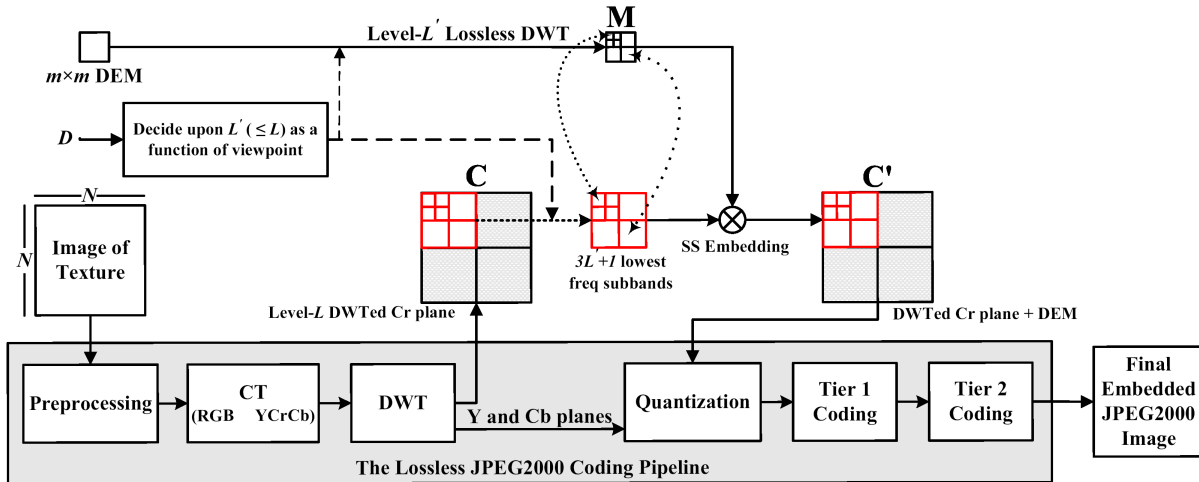 M
Level-L′ Lossless DWT
m×m DEM
D
Decide upon L′ ( ≤ L) as a
function of viewpoint
C
C'
N
N
Image of
Texture
SS Embedding
3L′+1 lowest
freq subbands
Level-L DWTed Cr plane
DWTed Cr plane + DEM
Preprocessing
CT
(RGB YCrCb)
DWT
Y and Cb planes
Quantization
Tier 1
Coding
Tier 2
Coding
Final
Embedded
JPEG2000
Image
The Lossless JPEG2000 Coding Pipeline